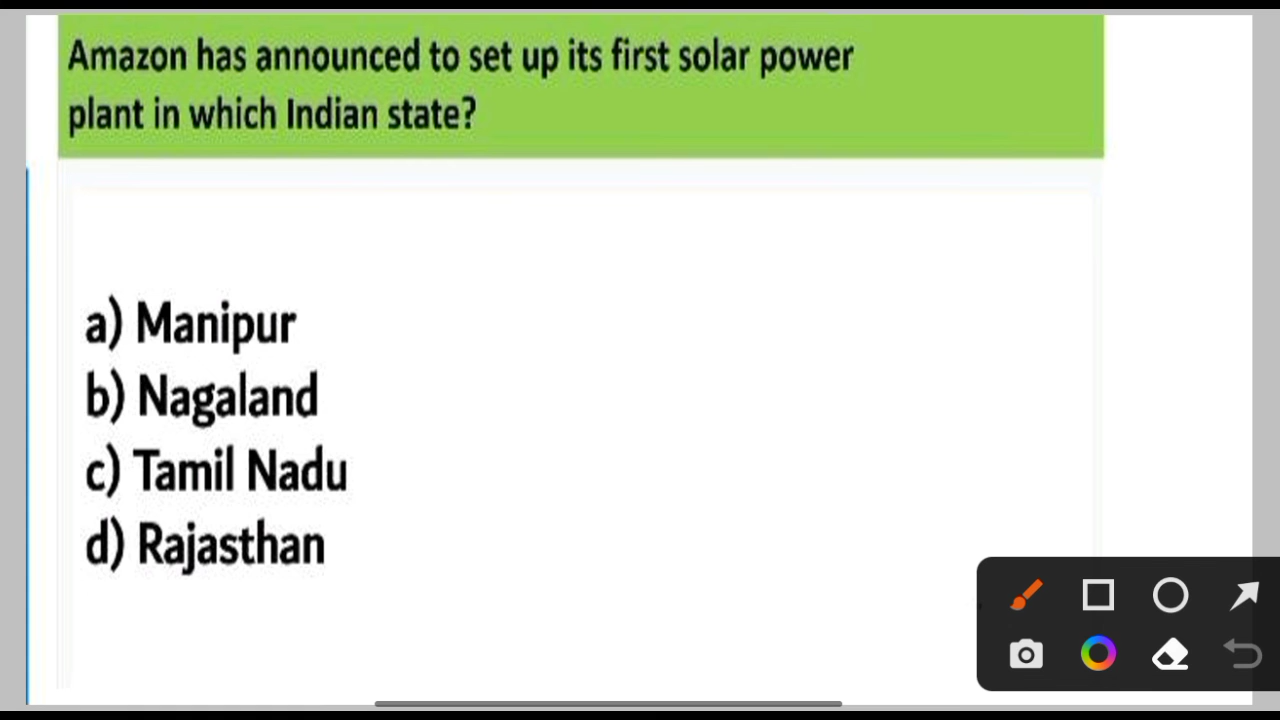 Amazon has announced to set up its first solar power
plant in which Indian state?
a) Manipur
b) Nagaland
c) Tamil Nadu
d) Rajasthan